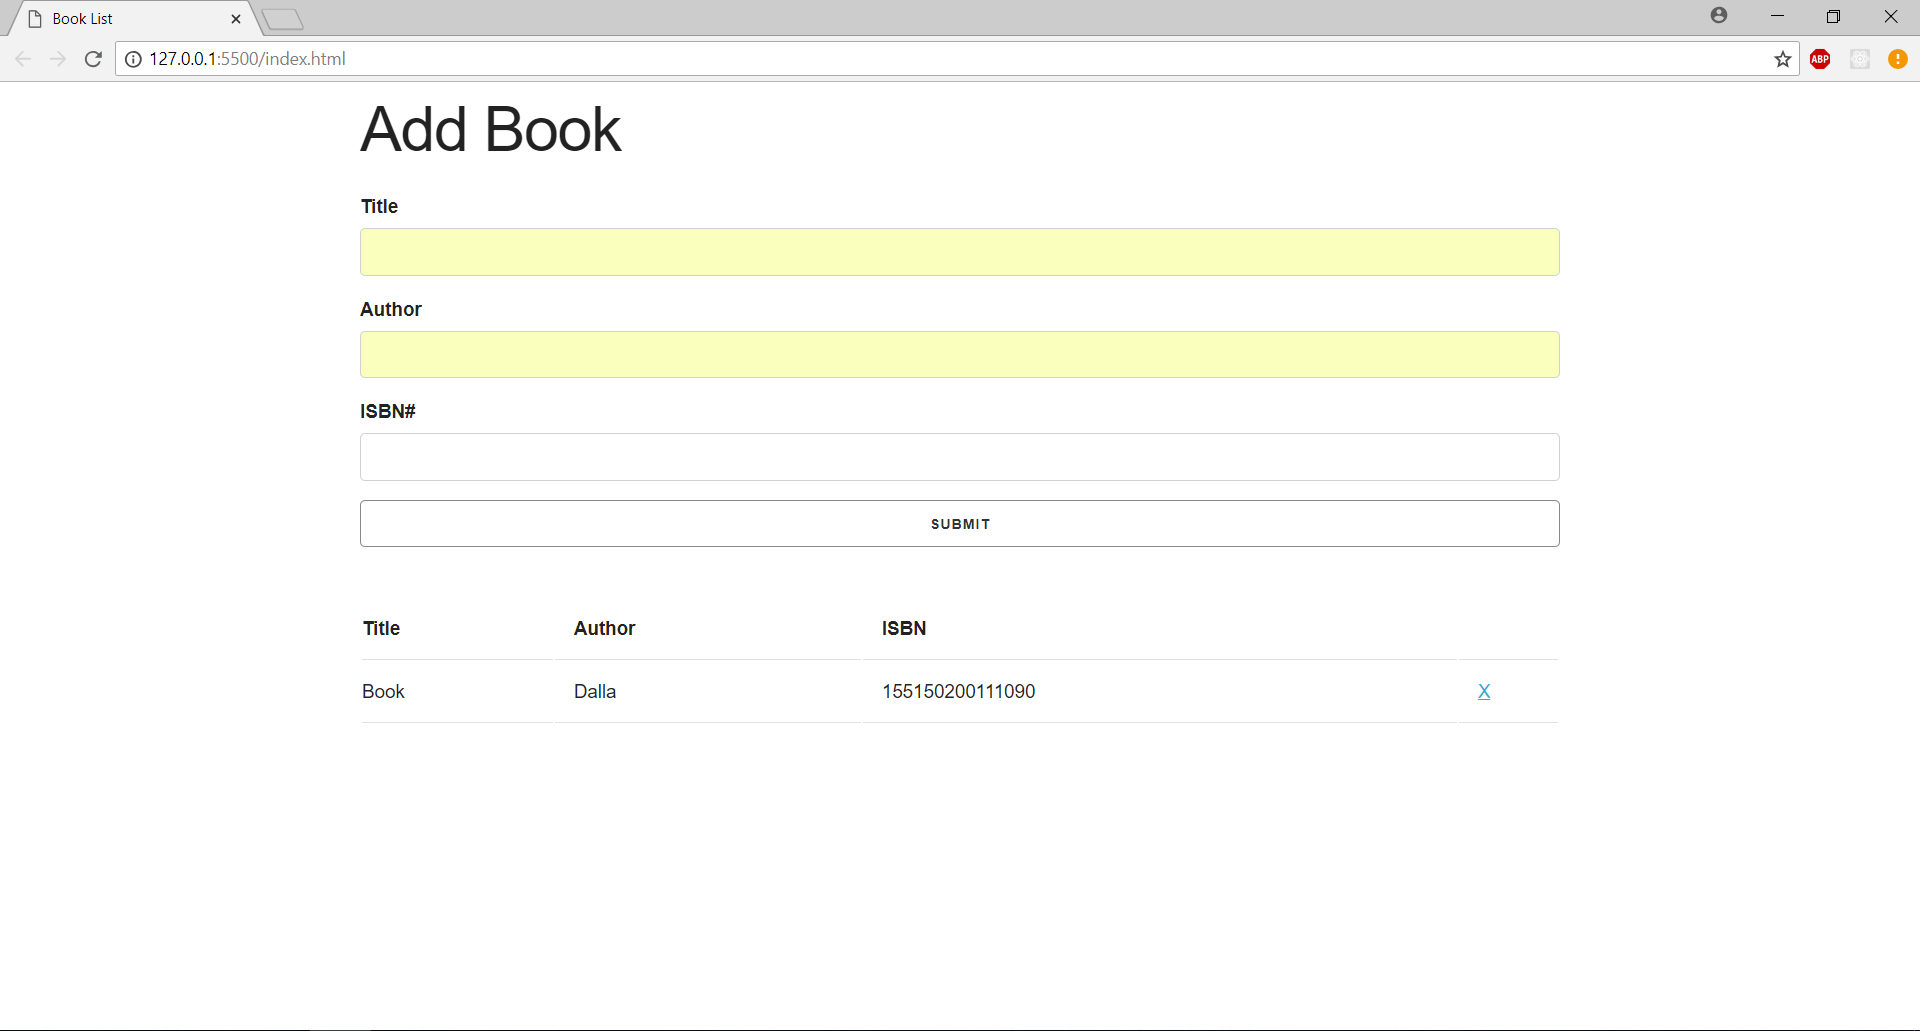 Book List
127.0.0.1:5500/index.html
ABP
Add Book
Title
Author
ISBN#
SUBMIT
Title Author ISBN
Book Dalla 155150200111090 X